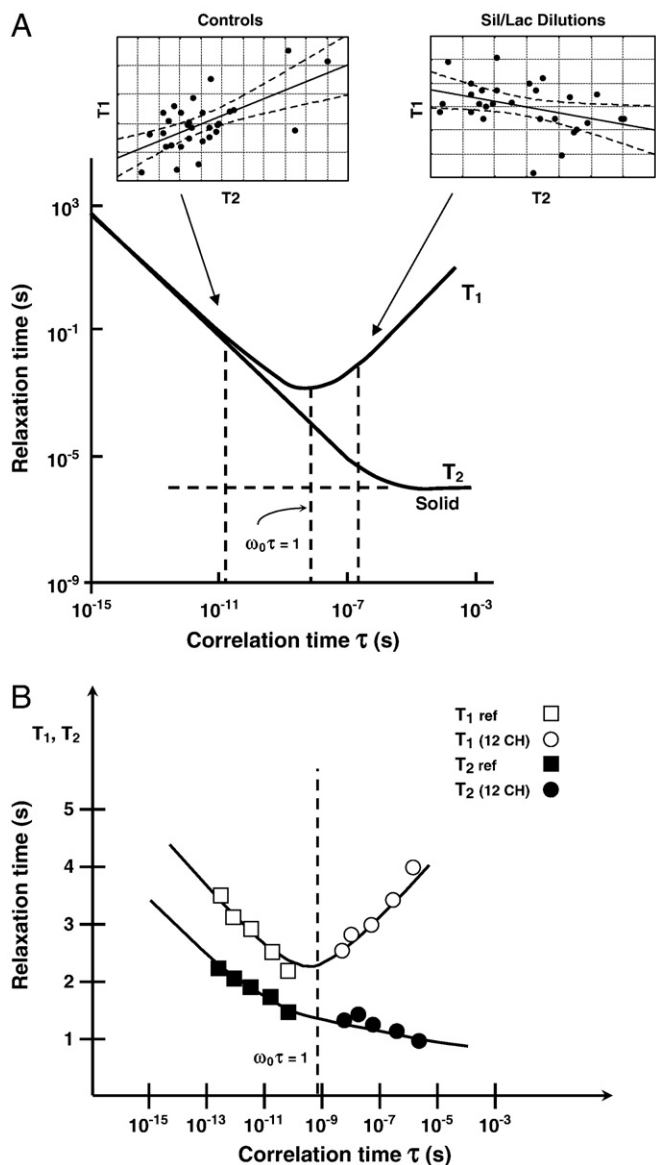 A
Controls
Sil/Lac Dilutions
T1
T2
T1
T2
Relaxation time (s)
10³
10⁻¹
10⁻⁵
10⁻⁹
T₁
T₂
Solid
ω₀τ = 1
10⁻¹⁵
10⁻¹¹
10⁻⁷
10⁻³
Correlation time τ (s)
B
T₁, T₂
Relaxation time (s)
5
4
3
2
1
T₁ ref
T₁ (12 CH)
T₂ ref
T₂ (12 CH)
ω₀τ = 1
10⁻¹⁵
10⁻¹³
10⁻¹¹
10⁻⁹
10⁻⁷
10⁻⁵
10⁻³
Correlation time τ (s)